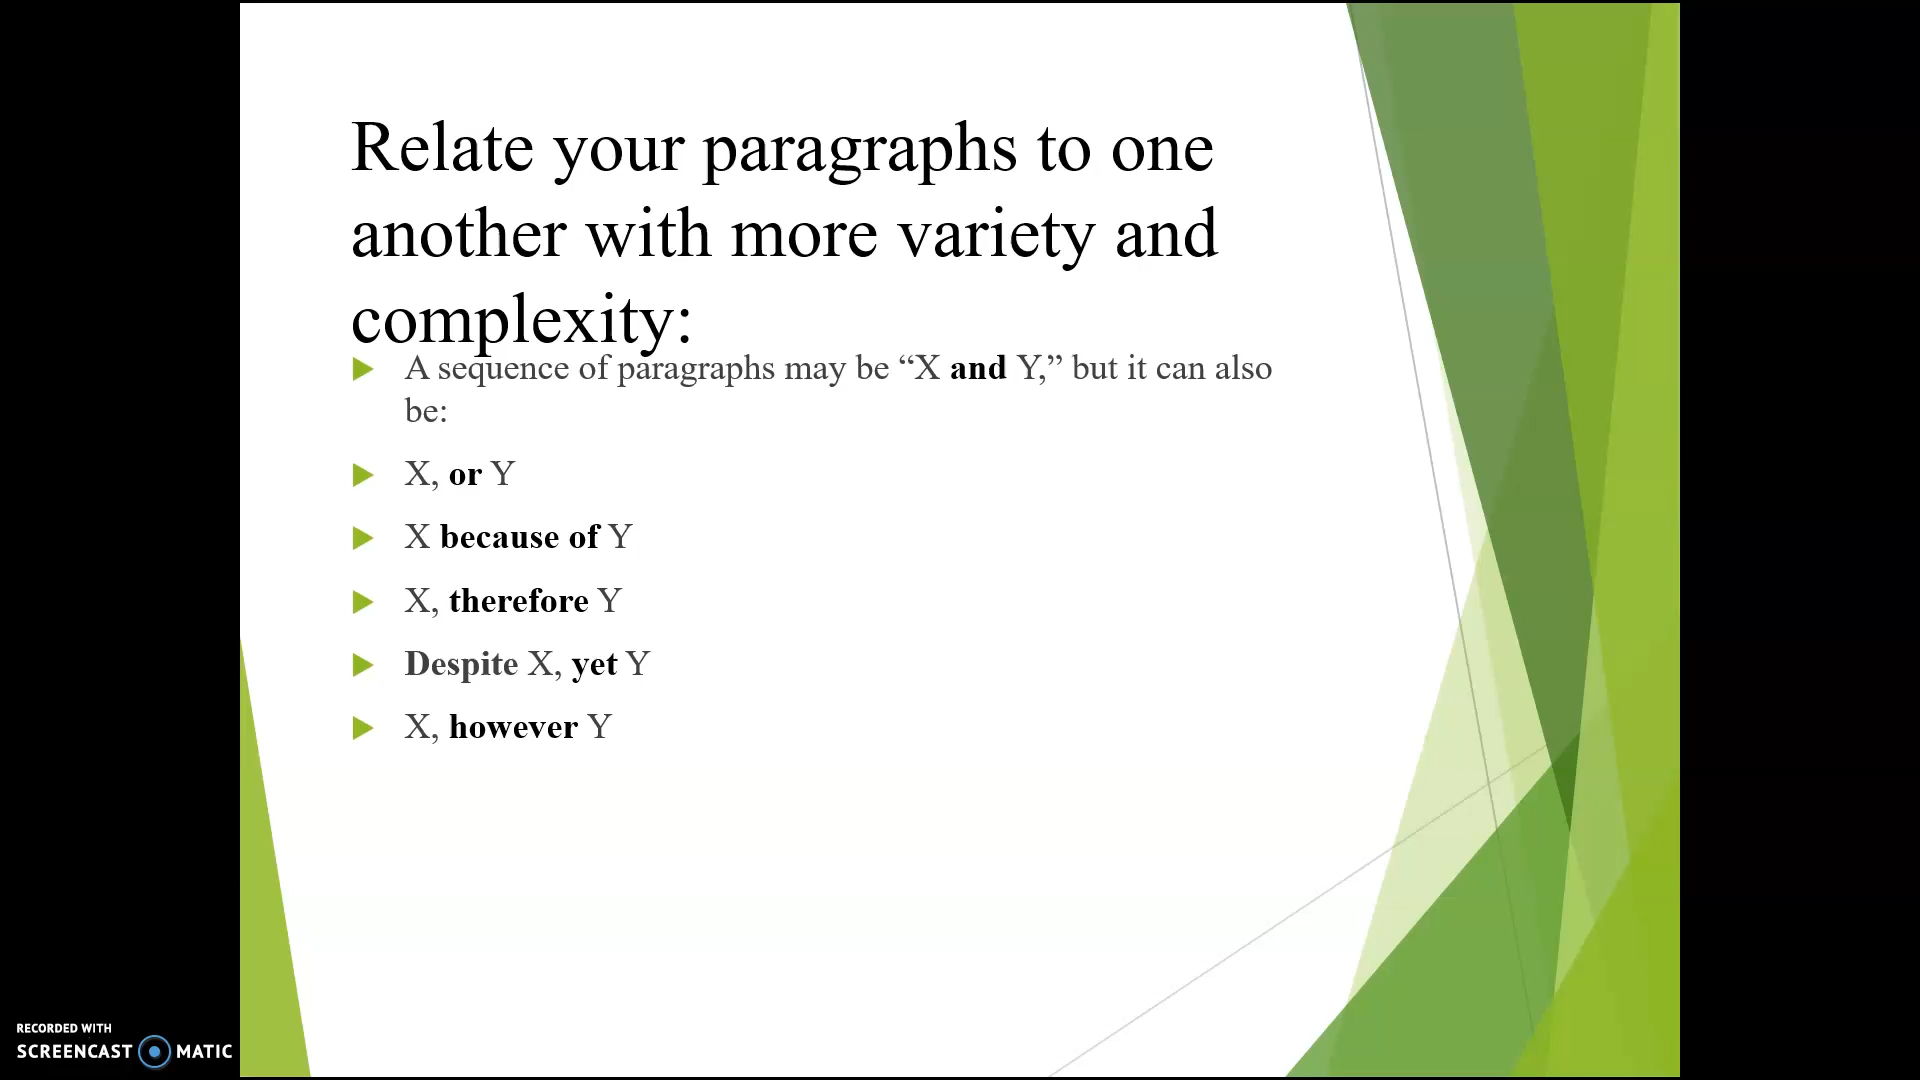 Relate your paragraphs to one
another with more variety and
complexity:
A sequence of paragraphs may be “X and Y,” but it can also
be:
X, or Y
X because of Y
X, therefore Y
Despite X, yet Y
X, however Y
RECORDED WITH
SCREENCAST MATIC